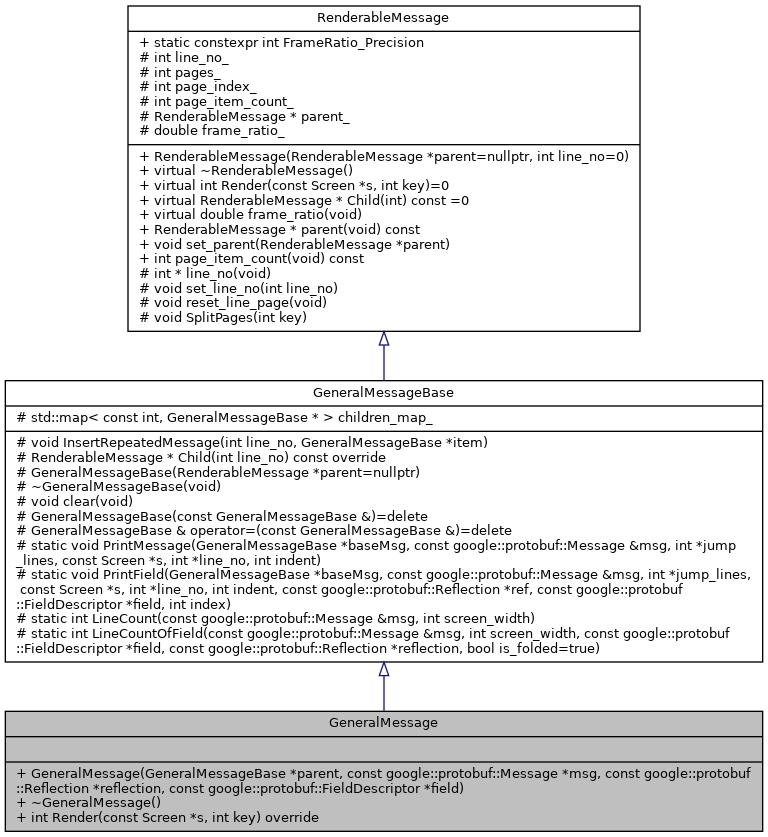 RenderableMessage
+ static constexpr int FrameRatio_Precision
# int line_no_
# int pages_
# int page_index_
# int page_item_count_
# RenderableMessage * parent_
# double frame_ratio_
+ RenderableMessage(RenderableMessage *parent=nullptr, int line_no=0)
+ virtual ~RenderableMessage()
+ virtual int Render(const Screen *s, int key)=0
+ virtual RenderableMessage * Child(int) const =0
+ virtual double frame_ratio(void)
+ RenderableMessage * parent(void) const
+ void set_parent(RenderableMessage *parent)
+ int page_item_count(void) const
# int * line_no(void)
# void set_line_no(int line_no)
# void reset_line_page(void)
# void SplitPages(int key)
GeneralMessageBase
# std::map< const int, GeneralMessageBase * > children_map_
# void InsertRepeatedMessage(int line_no, GeneralMessageBase *item)
# RenderableMessage * Child(int line_no) const override
# GeneralMessageBase(RenderableMessage *parent=nullptr)
# ~GeneralMessageBase(void)
# void clear(void)
# GeneralMessageBase(const GeneralMessageBase &)=delete
# GeneralMessageBase & operator=(const GeneralMessageBase &)=delete
# static void PrintMessage(GeneralMessageBase *baseMsg, const google::protobuf::Message &msg, int *jump
_lines, const Screen *s, int *line_no, int indent)
# static void PrintField(GeneralMessageBase *baseMsg, const google::protobuf::Message &msg, int *jump_lines,
const Screen *s, int *line_no, int indent, const google::protobuf::Reflection *ref, const google::protobuf
::FieldDescriptor *field, int index)
# static int LineCount(const google::protobuf::Message &msg, int screen_width)
# static int LineCountOfField(const google::protobuf::Message &msg, int screen_width, const google::protobuf
::FieldDescriptor *field, const google::protobuf::Reflection *reflection, bool is_folded=true)
GeneralMessage
+ GeneralMessage(GeneralMessageBase *parent, const google::protobuf::Message *msg, const google::protobuf
::Reflection *reflection, const google::protobuf::FieldDescriptor *field)
+ ~GeneralMessage()
+ int Render(const Screen *s, int key) override